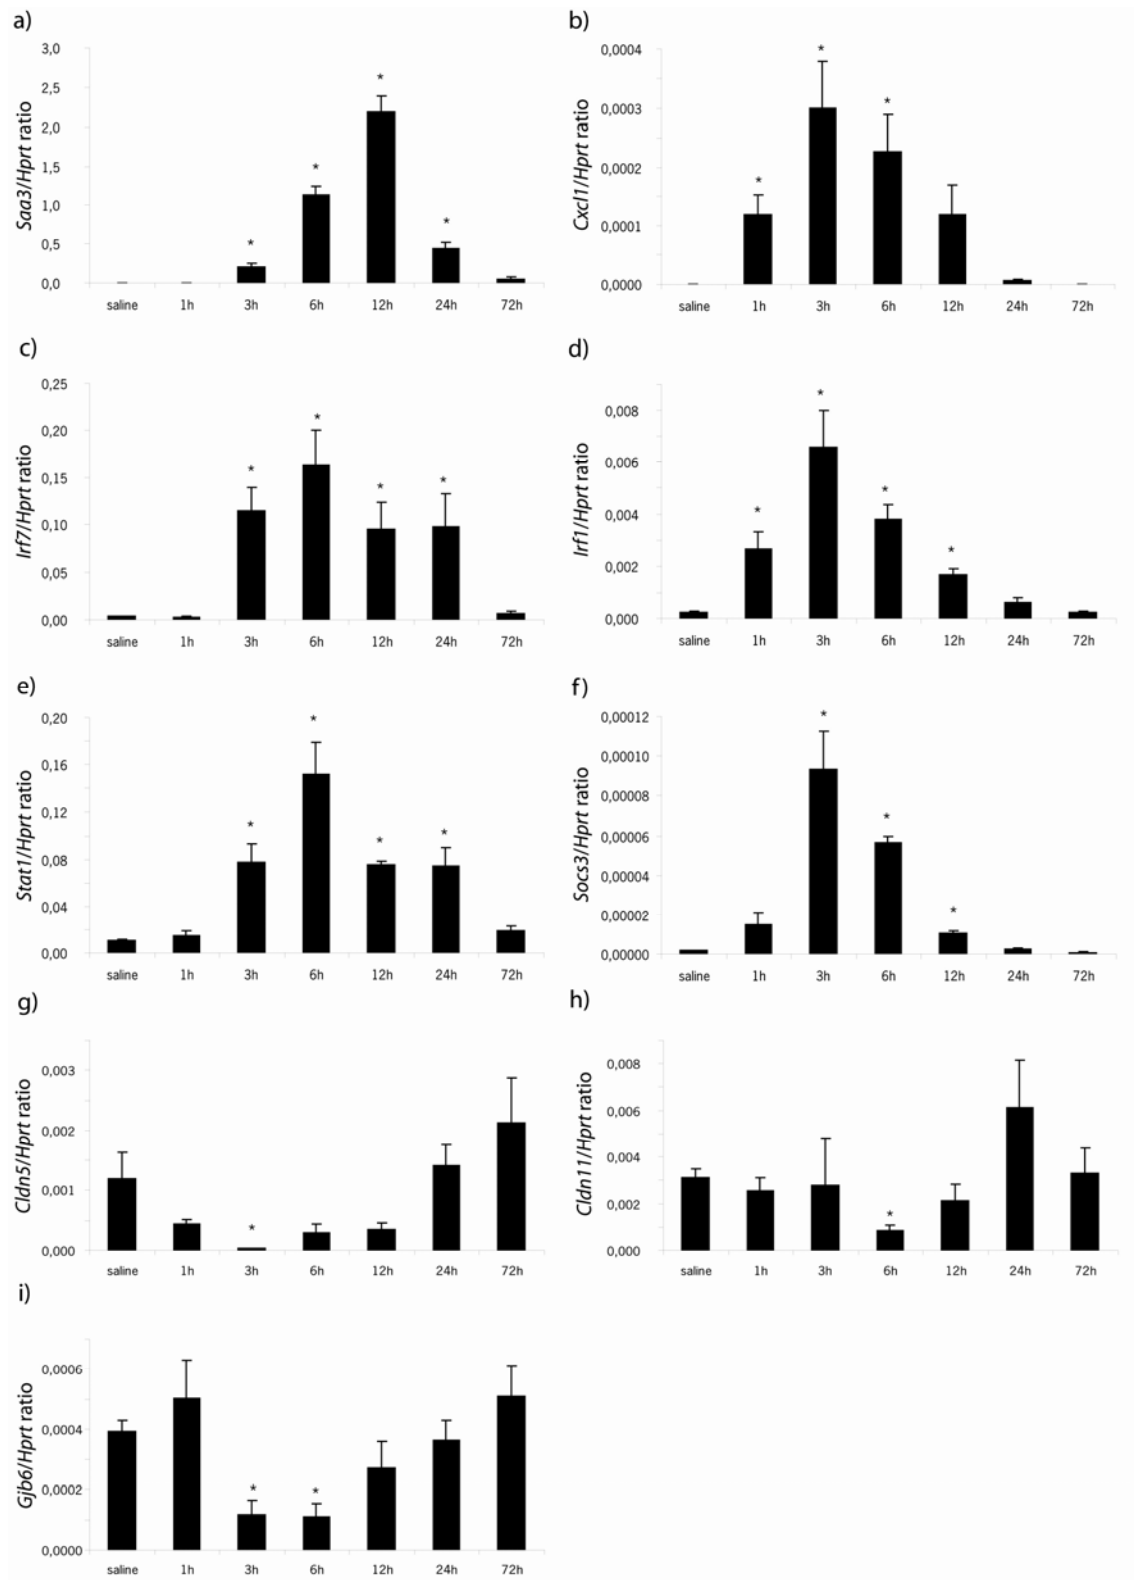 a)
3,0
2,5
2,0
1,5
1,0
0,5
0,0
Saa3/Hprt ratio
* * * *
saline 1h 3h 6h 12h 24h 72h
b)
0,0004
0,0003
0,0002
0,0001
0,0000
Cxcl1/Hprt ratio
* * *
saline 1h 3h 6h 12h 24h 72h
c)
0,25
0,20
0,15
0,10
0,05
0,00
Irf7/Hprt ratio
* * * *
saline 1h 3h 6h 12h 24h 72h
d)
0,008
0,006
0,004
0,002
0,000
Irf1/Hprt ratio
* * * *
saline 1h 3h 6h 12h 24h 72h
e)
0,20
0,16
0,12
0,08
0,04
0,00
Stat1/Hprt ratio
* * * *
saline 1h 3h 6h 12h 24h 72h
f)
0,00012
0,00010
0,00008
0,00006
0,00004
0,00002
0,00000
Socs3/Hprt ratio
* * *
saline 1h 3h 6h 12h 24h 72h
g)
0,003
0,002
0,001
0,000
Cldn5/Hprt ratio
*
saline 1h 3h 6h 12h 24h 72h
h)
0,008
0,006
0,004
0,002
0,000
Cldn11/Hprt ratio
*
saline 1h 3h 6h 12h 24h 72h
i)
0,0006
0,0004
0,0002
0,0000
Gjb6/Hprt ratio
* *
saline 1h 3h 6h 12h 24h 72h